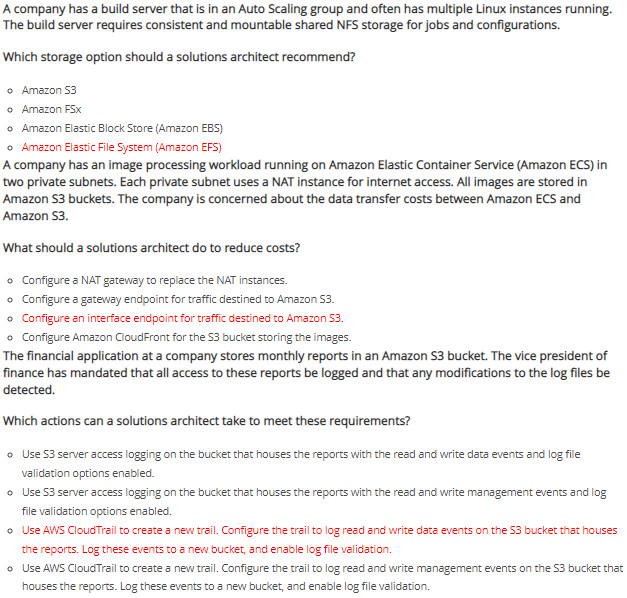 A company has a build server that is in an Auto Scaling group and often has multiple Linux instances running.
The build server requires consistent and mountable shared NFS storage for jobs and configurations.
Which storage option should a solutions architect recommend?
Amazon S3
Amazon FSx
Amazon Elastic Block Store (Amazon EBS)
Amazon Elastic File System (Amazon EFS)
A company has an image processing workload running on Amazon Elastic Container Service (Amazon ECS) in
two private subnets. Each private subnet uses a NAT instance for internet access. All images are stored in
Amazon S3 buckets. The company is concerned about the data transfer costs between Amazon ECS and
Amazon S3.
What should a solutions architect do to reduce costs?
Configure a NAT gateway to replace the NAT instances.
Configure a gateway endpoint for traffic destined to Amazon S3.
Configure an interface endpoint for traffic destined to Amazon S3.
Configure Amazon CloudFront for the S3 bucket storing the images.
The financial application at a company stores monthly reports in an Amazon S3 bucket. The vice president of
finance has mandated that all access to these reports be logged and that any modifications to the log files be
detected.
Which actions can a solutions architect take to meet these requirements?
Use S3 server access logging on the bucket that houses the reports with the read and write data events and log file
validation options enabled.
Use S3 server access logging on the bucket that houses the reports with the read and write management events and log
file validation options enabled.
Use AWS CloudTrail to create a new trail. Configure the trail to log read and write data events on the S3 bucket that houses
the reports. Log these events to a new bucket, and enable log file validation.
Use AWS CloudTrail to create a new trail. Configure the trail to log read and write management events on the S3 bucket that
houses the reports. Log these events to a new bucket, and enable log file validation.